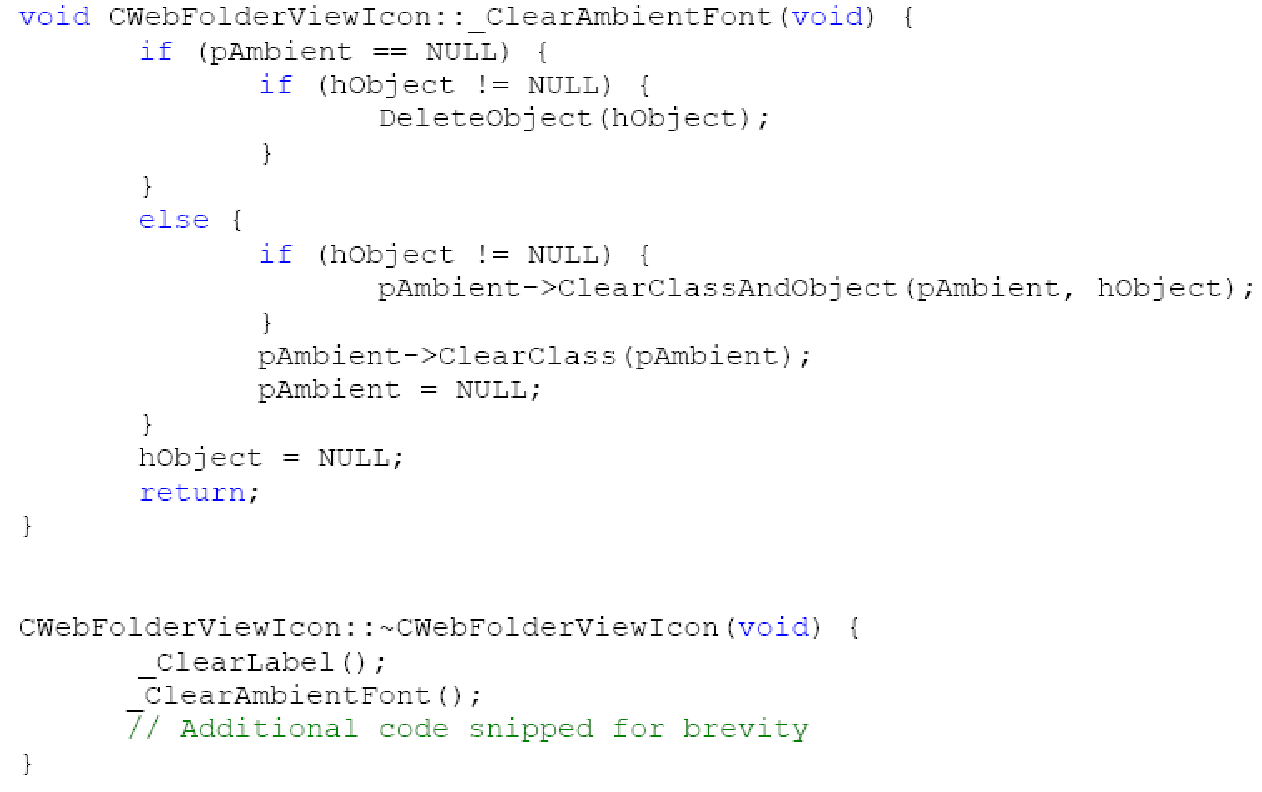 void CWebFolderViewIcon::_ClearAmbientFont(void) {
if (pAmbient == NULL) {
if (hObject != NULL) {
DeleteObject(hObject);
}
}
else {
if (hObject != NULL) {
pAmbient->ClearClassAndObject(pAmbient, hObject);
}
pAmbient->ClearClass(pAmbient);
pAmbient = NULL;
}
hObject = NULL;
return;
}
CWebFolderViewIcon::~CWebFolderViewIcon(void) {
_ClearLabel();
_ClearAmbientFont();
// Additional code snipped for brevity
}